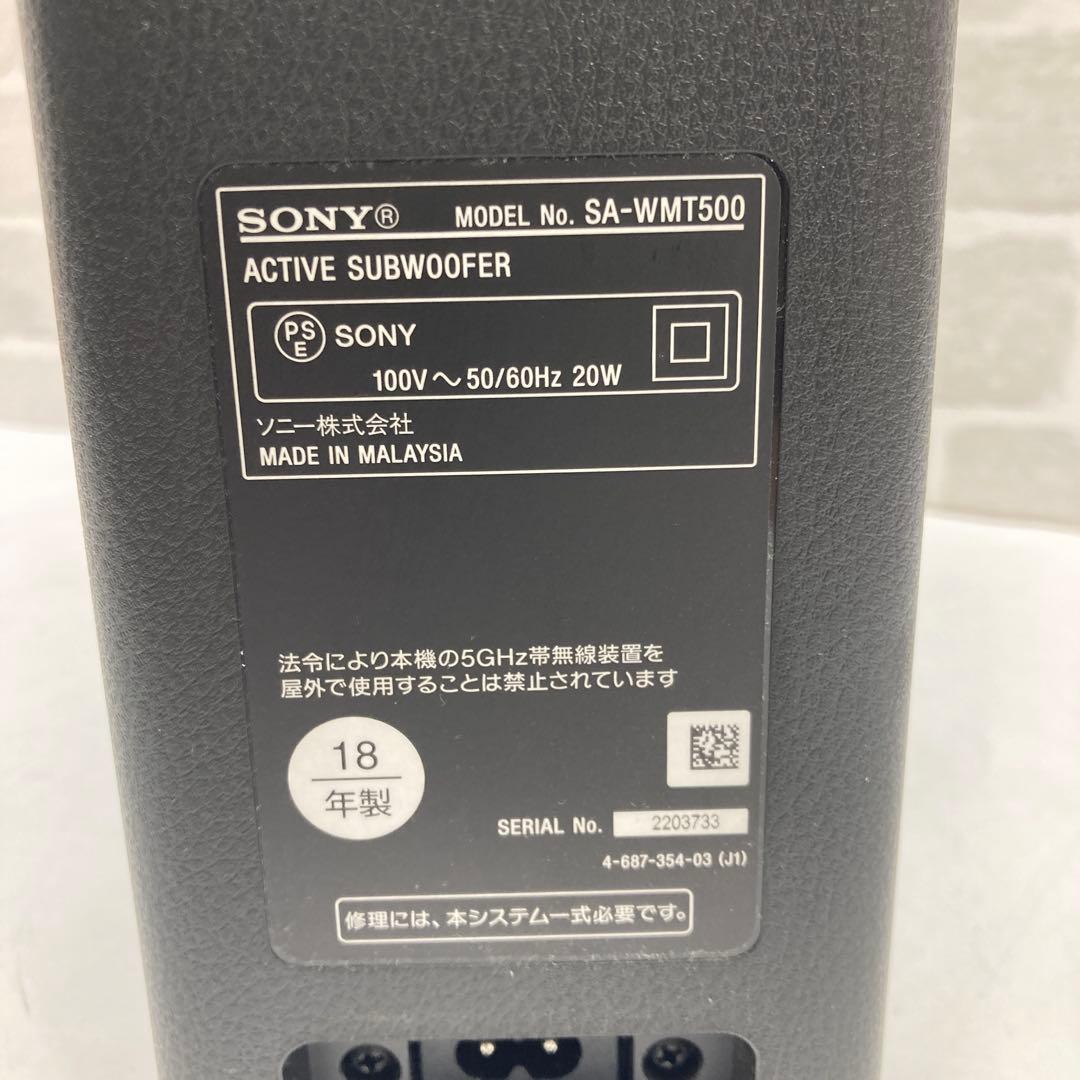 SONY® MODEL No. SA-WMT500
ACTIVE SUBWOOFER
PSE SONY
100V～50/60Hz 20W
ソニー株式会社
MADE IN MALAYSIA
法令により本機の5GHz帯無線装置を
屋外で使用することは禁止されています
18
年製
SERIAL No. 2203733
4-687-354-03 (J1)
修理には、本システム一式必要です。